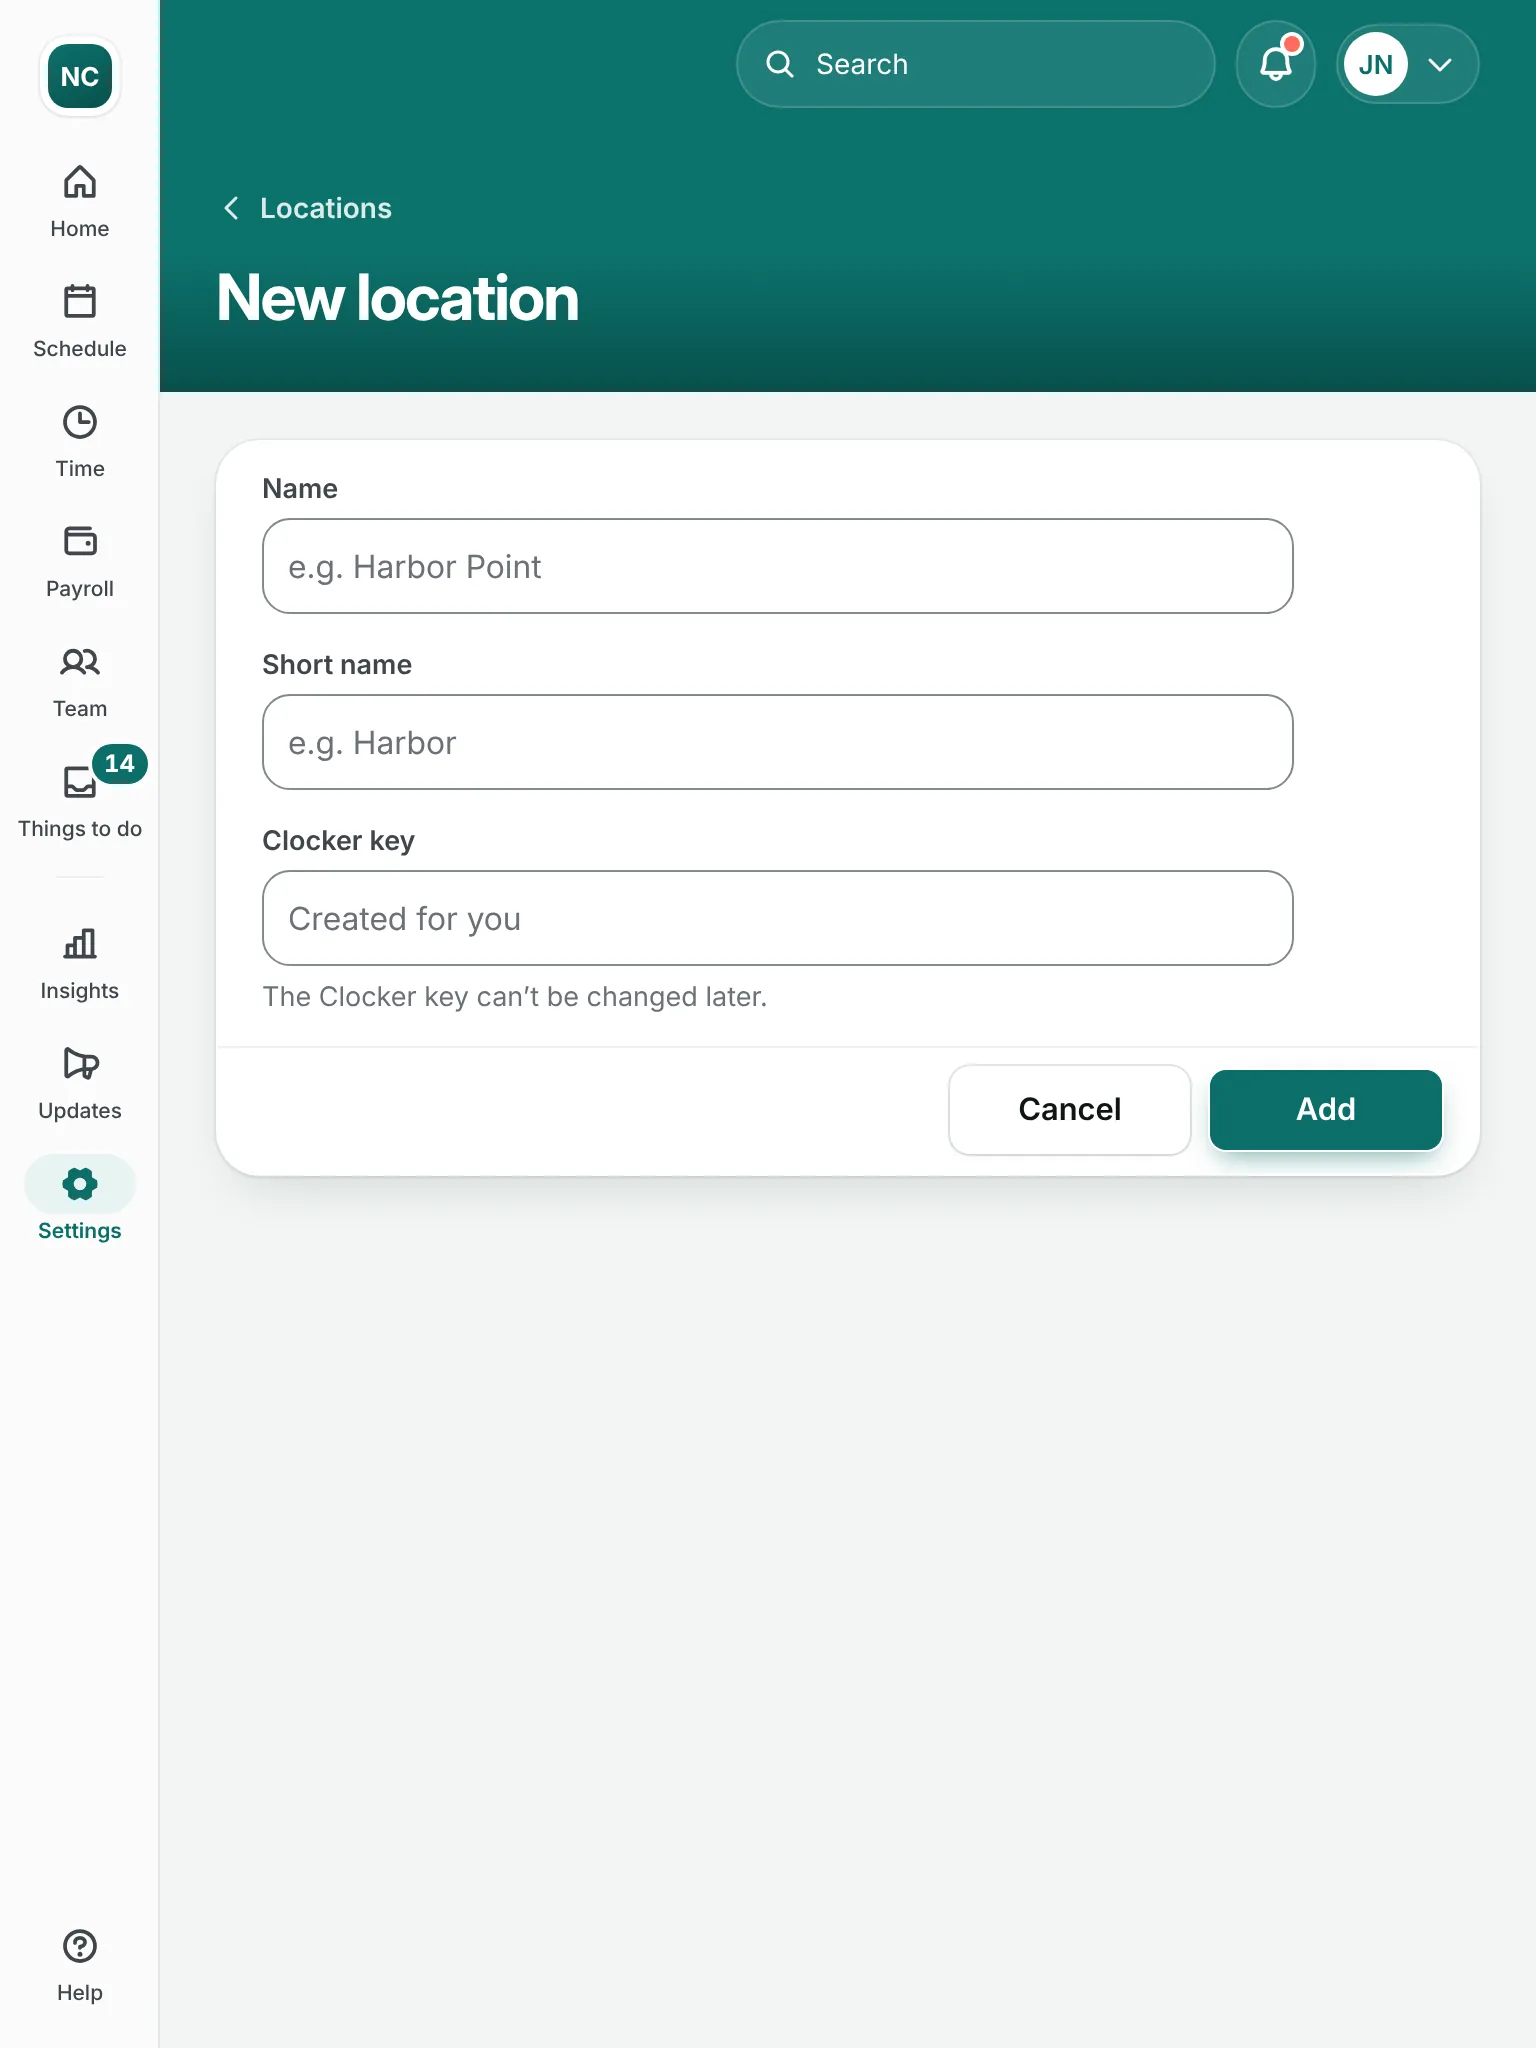 NC
Search
JN
Home
Schedule
Time
Payroll
Team
14
Things to do
Insights
Updates
Settings
Help
Locations
New location
Name
e.g. Harbor Point
Short name
e.g. Harbor
Clocker key
Created for you
The Clocker key can’t be changed later.
Cancel
Add